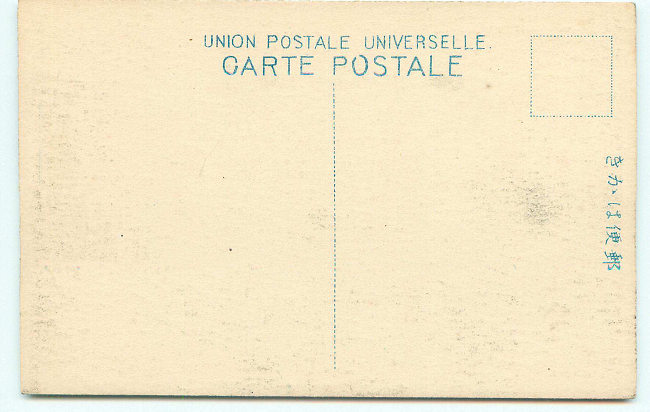 UNION POSTALE UNIVERSELLE.
CARTE POSTALE
きかは便郵